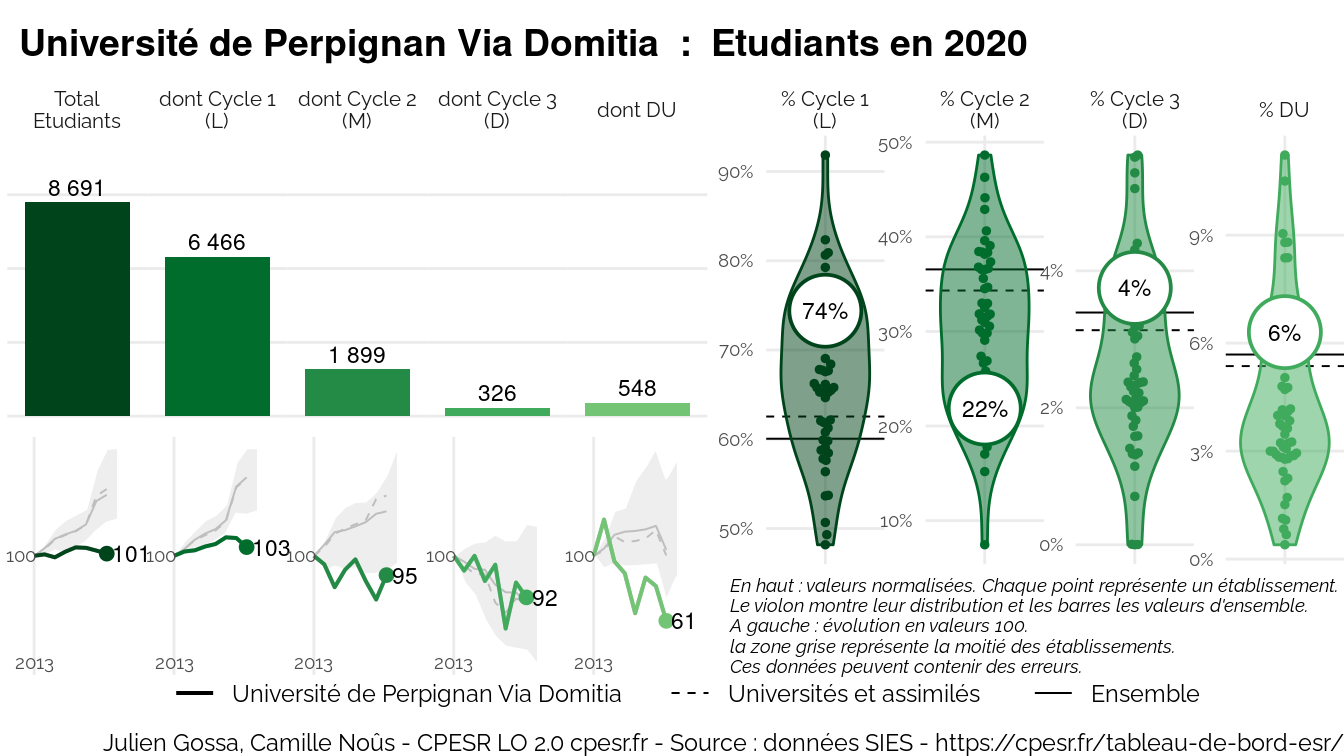 Université de Perpignan Via Domitia : Etudiants en 2020
Total
Etudiants
dont Cycle 1
(L)
dont Cycle 2
(M)
dont Cycle 3
(D)
dont DU
8 691
6 466
1 899
326
548
100
101
2013
100
103
2013
100
95
2013
100
92
2013
100
61
2013
% Cycle 1
(L)
90%
80%
70%
60%
50%
74%
% Cycle 2
(M)
50%
40%
30%
20%
10%
22%
% Cycle 3
(D)
4%
2%
0%
4%
% DU
9%
6%
3%
0%
6%
En haut : valeurs normalisées. Chaque point représente un établissement.
Le violon montre leur distribution et les barres les valeurs d'ensemble.
A gauche : évolution en valeurs 100.
la zone grise représente la moitié des établissements.
Ces données peuvent contenir des erreurs.
Université de Perpignan Via Domitia
Universités et assimilés
Ensemble
Julien Gossa, Camille Noûs - CPESR LO 2.0 cpesr.fr - Source : données SIES - https://cpesr.fr/tableau-de-bord-esr/